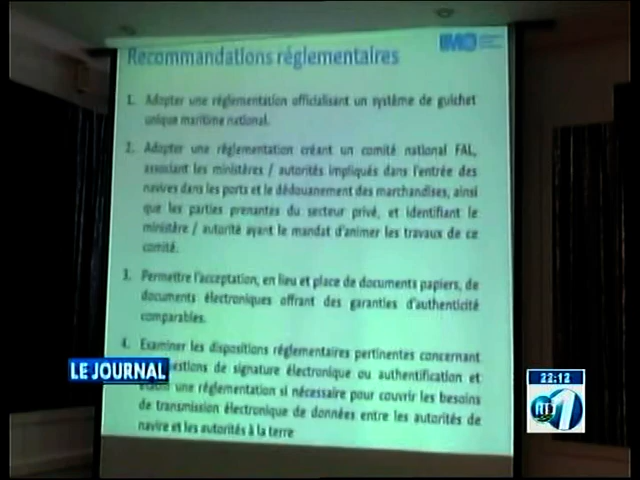 Recommandations réglementaires
IMO
1. Adopter une réglementation officialisant un système de guichet
unique maritime national.
2. Adopter une réglementation créant un comité national FAL,
associant les ministères / autorités impliqués dans l'entrée des
navires dans les ports et le dédouanement des marchandises, ainsi
que les parties prenantes du secteur privé, et identifiant le
ministère / autorité ayant le mandat d'animer les travaux de ce
comité.
3. Permettre l'acceptation, en lieu et place de documents papiers, de
documents électroniques offrant des garanties d'authenticité
comparables.
4. Examiner les dispositions réglementaires pertinentes concernant
estions de signature électronique ou authentification et
une réglementation si nécessaire pour couvrir les besoins
de transmission électronique de données entre les autorités de
navire et les autorités à la terre
LE JOURNAL
22:12
RTG 1